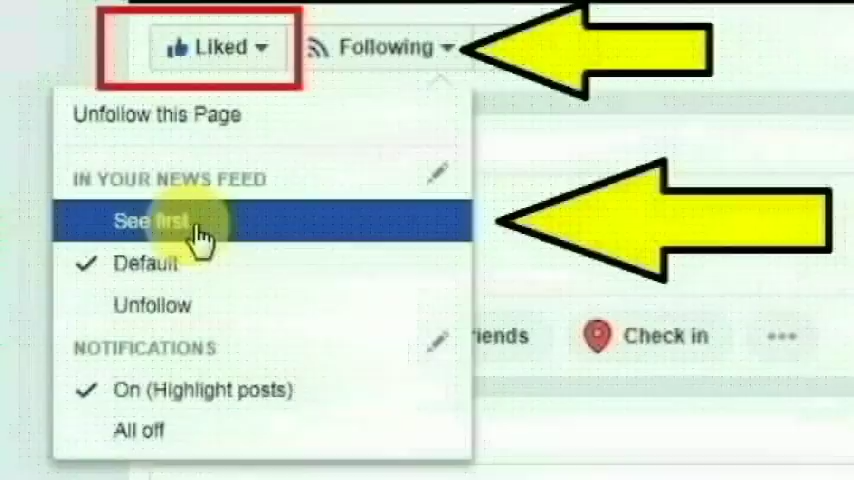 Liked Following
Unfollow this Page
IN YOUR NEWS FEED
See first
Default
Unfollow
riends Check in
NOTIFICATIONS
On (Highlight posts)
All off